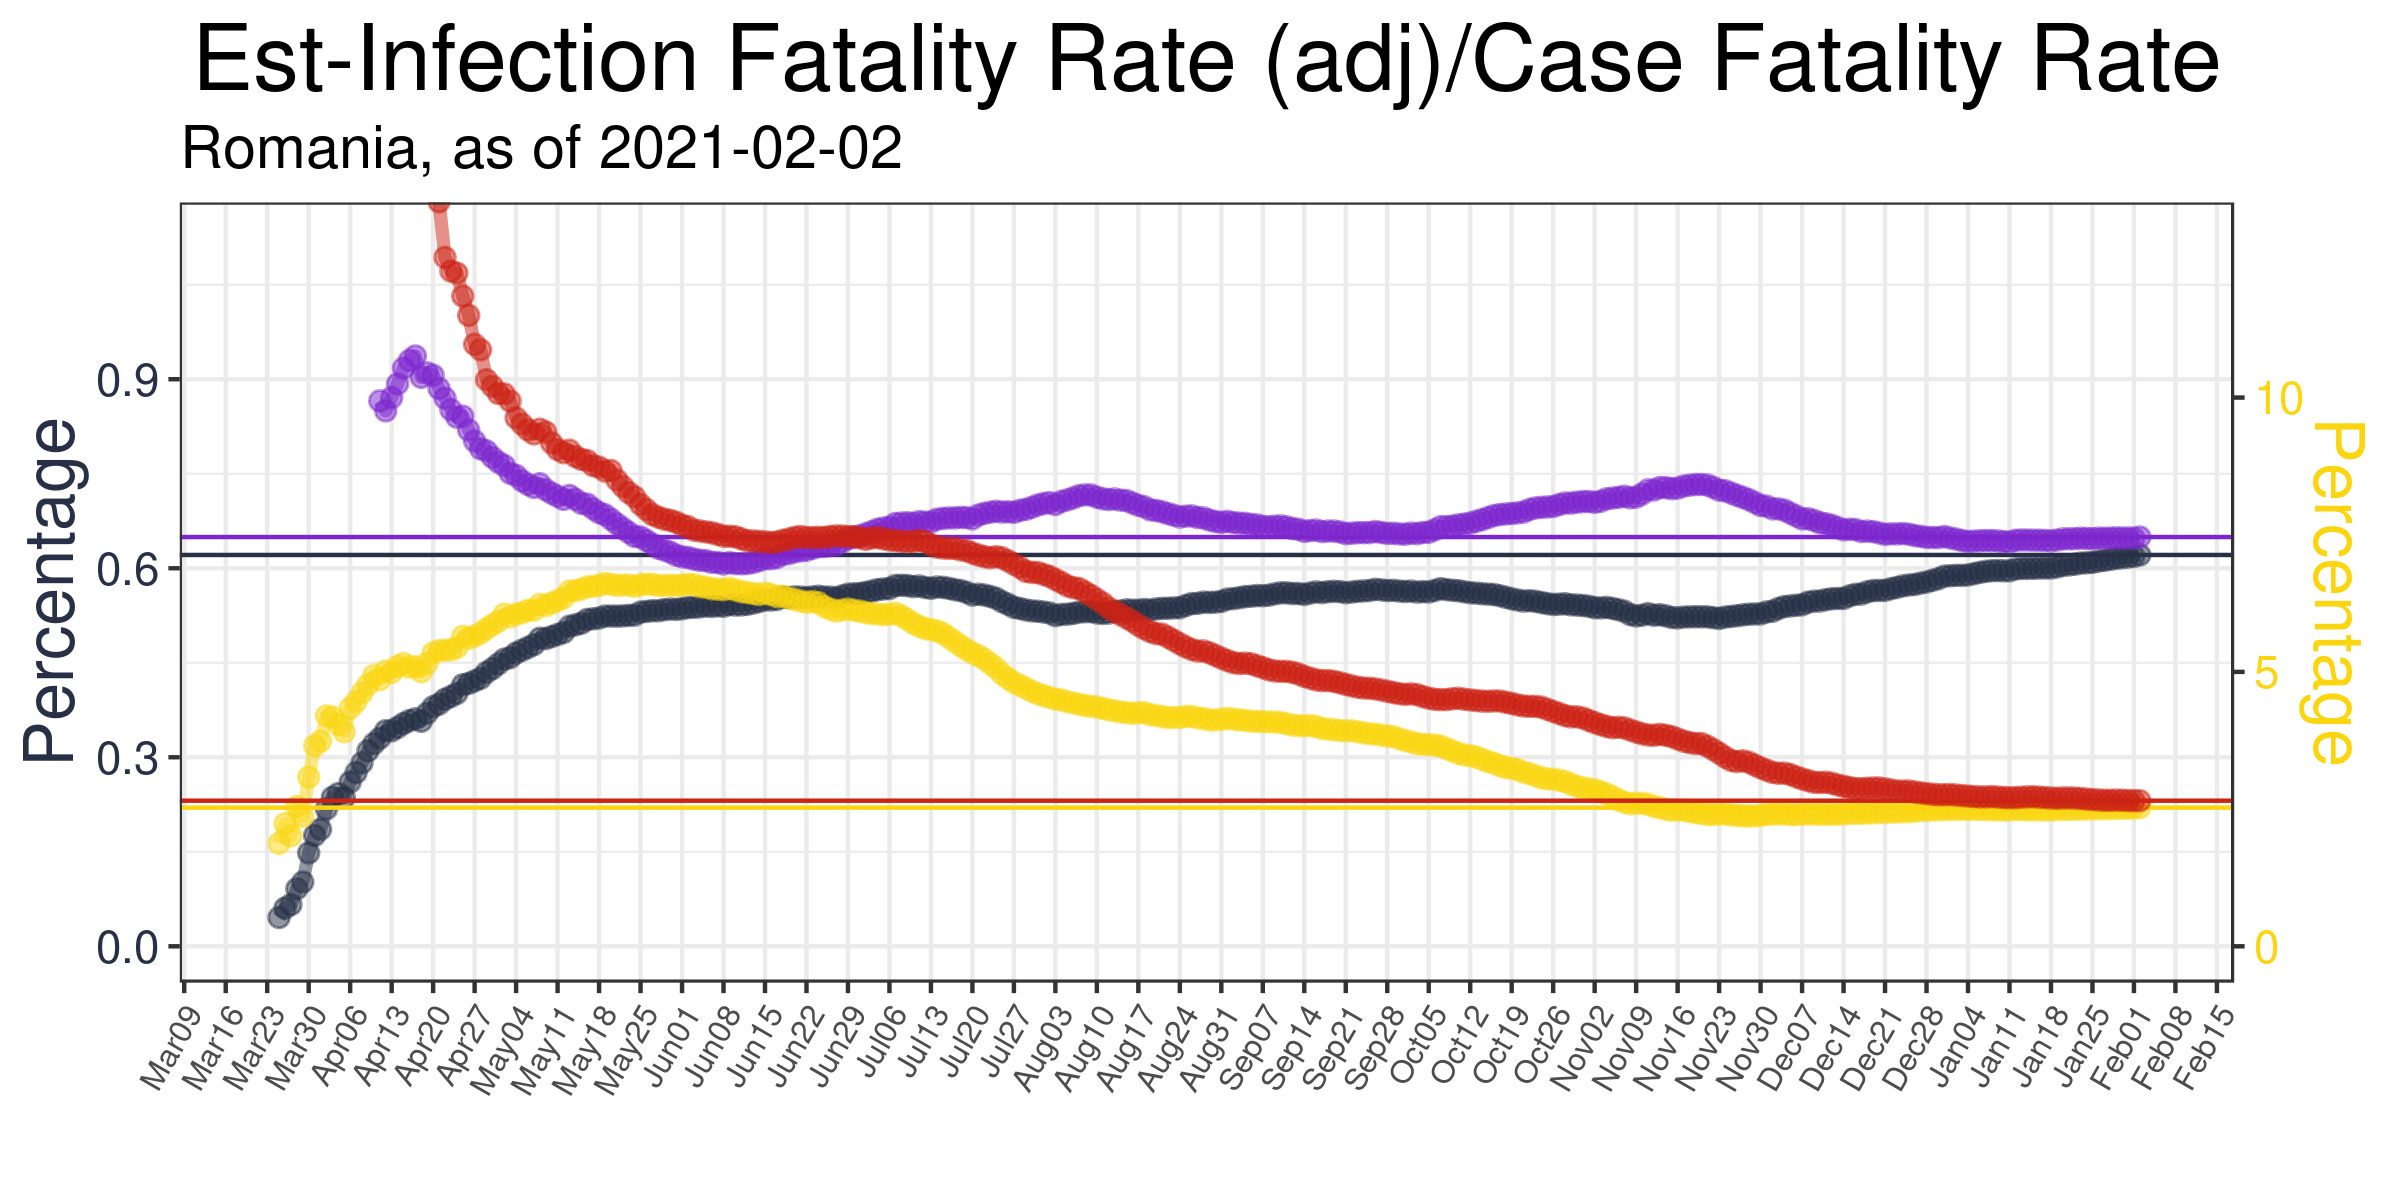 Est-Infection Fatality Rate (adj)/Case Fatality Rate
Romania, as of 2021-02-02
Percentage
0.9
0.6
0.3
0.0
10
5
0
Percentage
Mar09 Mar16 Mar23 Mar30 Apr06 Apr13 Apr20 Apr27 May04 May11 May18 May25 Jun01 Jun08 Jun15 Jun22 Jun29 Jul06 Jul13 Jul20 Jul27 Aug03 Aug10 Aug17 Aug24 Aug31 Sep07 Sep14 Sep21 Sep28 Oct05 Oct12 Oct19 Oct26 Nov02 Nov09 Nov16 Nov23 Nov30 Dec07 Dec14 Dec21 Dec28 Jan04 Jan11 Jan18 Jan25 Feb01 Feb08 Feb15